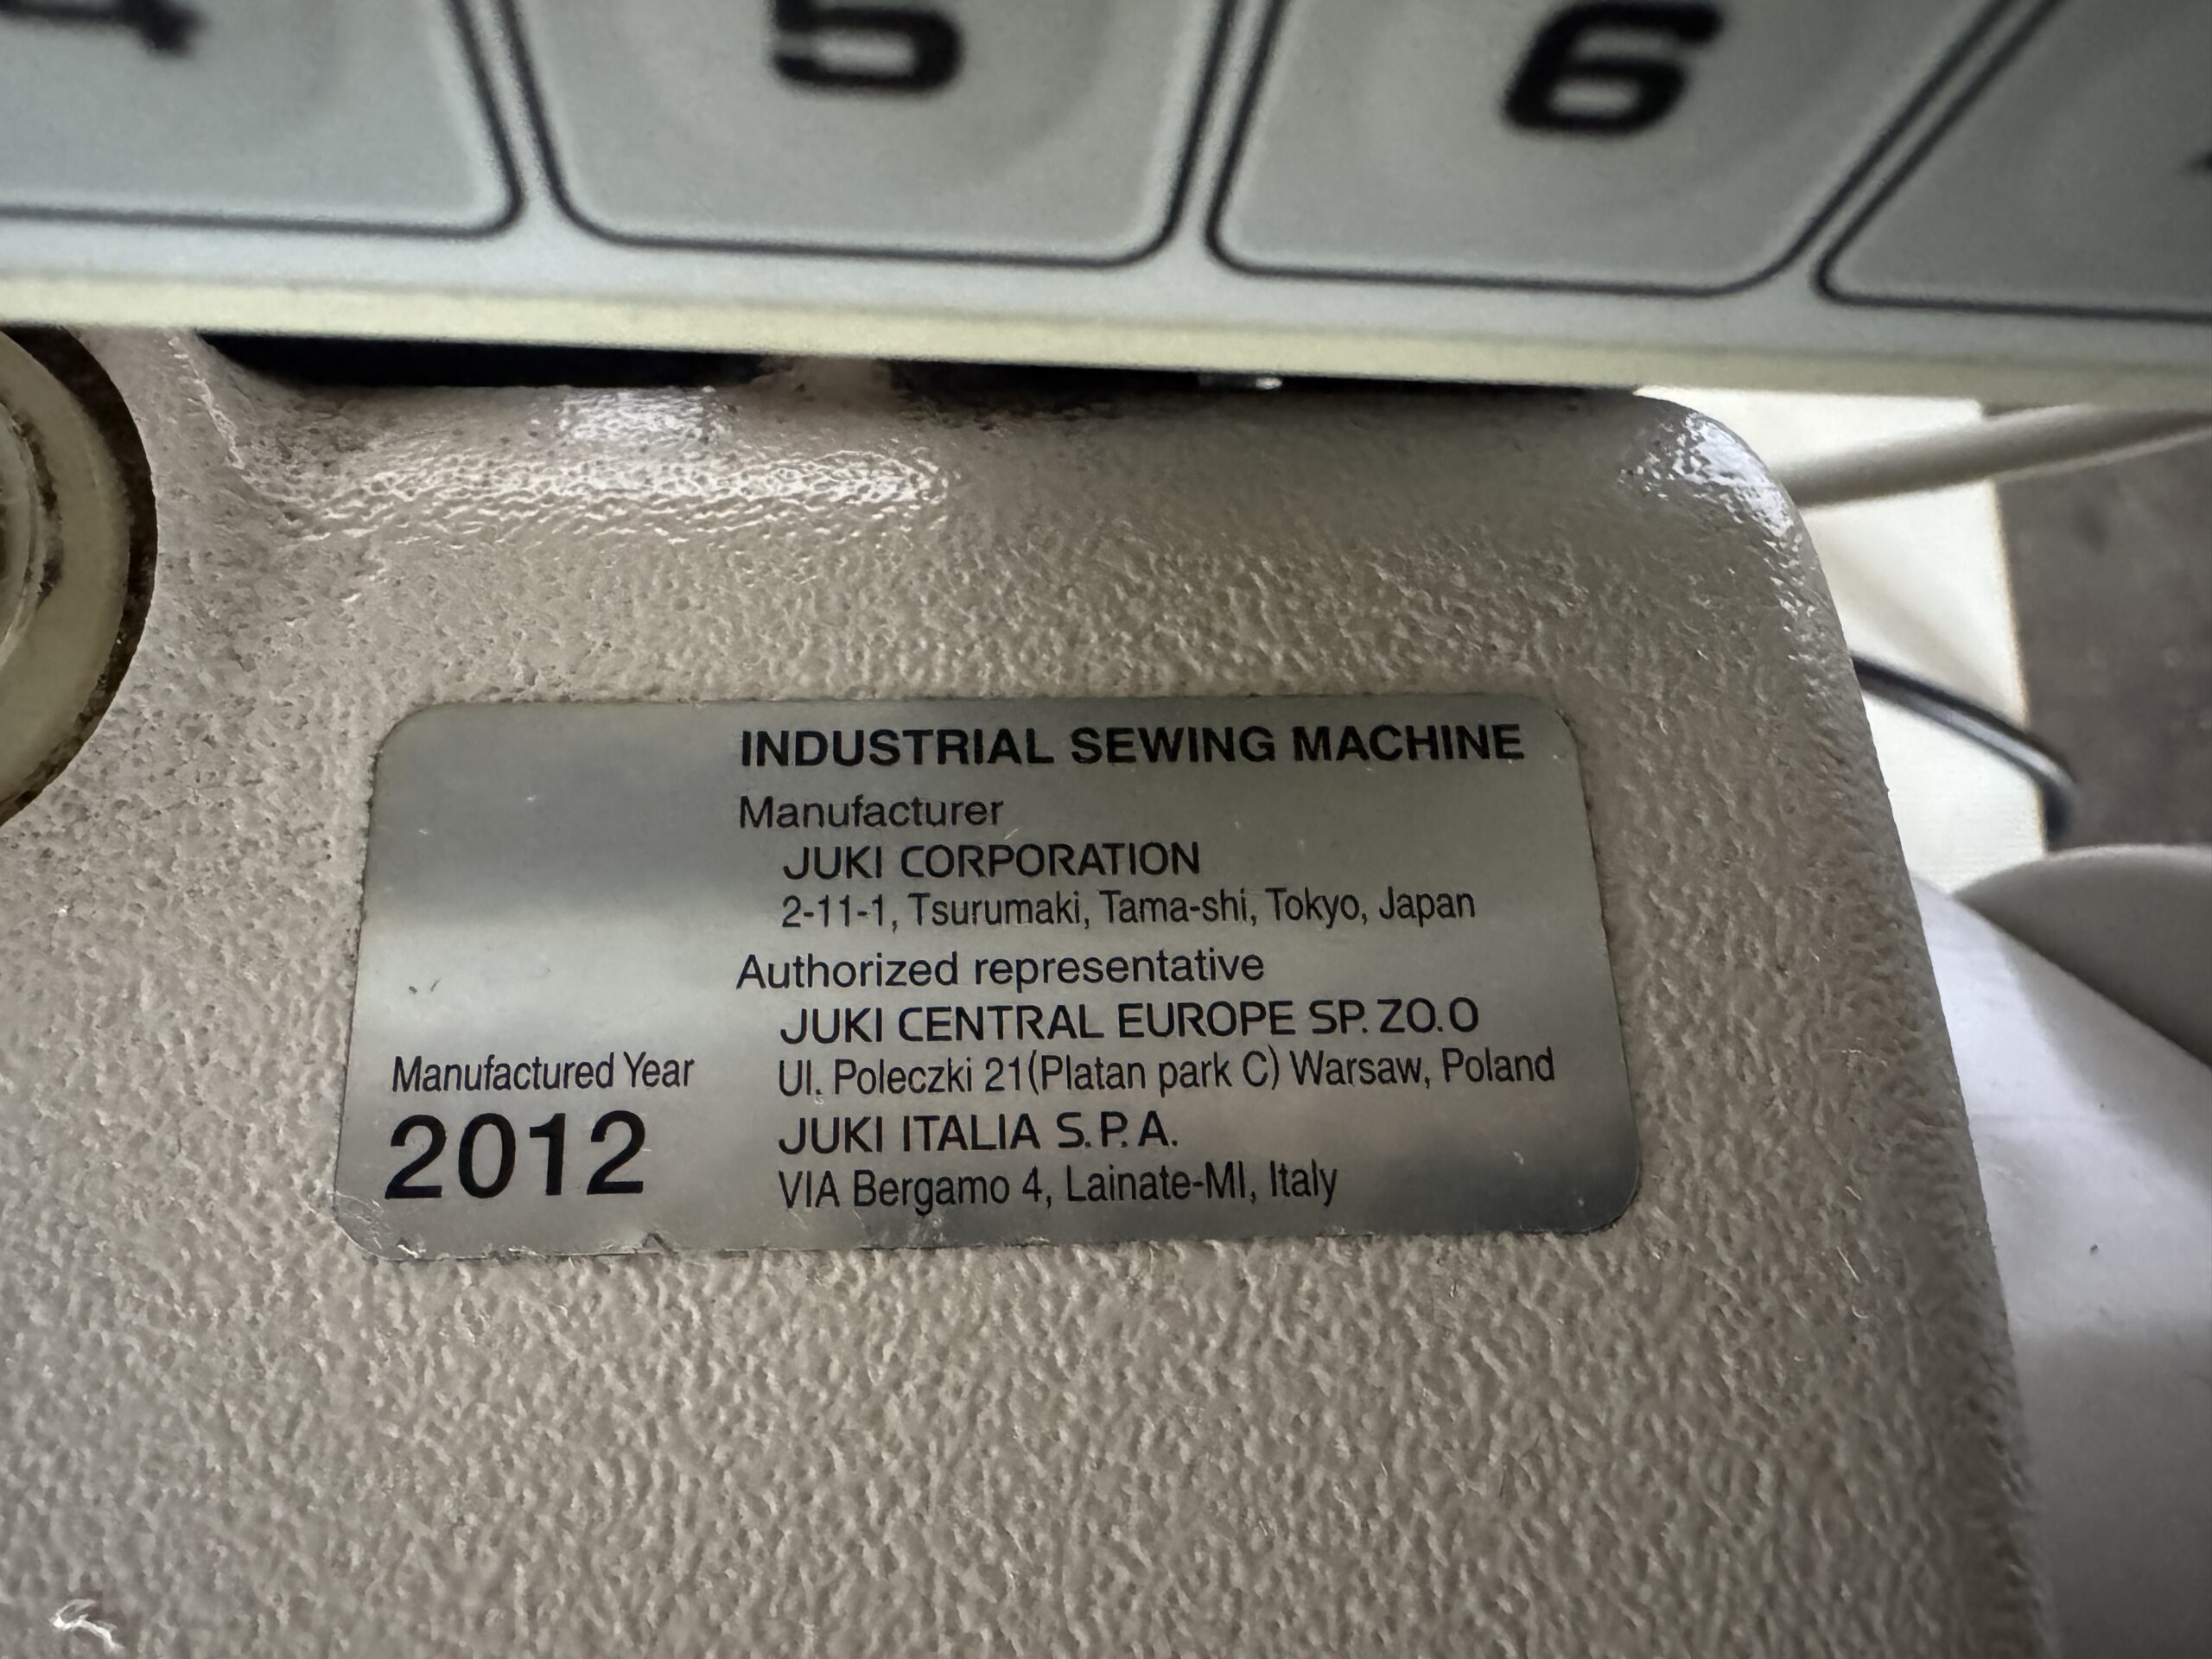 4 5 6
INDUSTRIAL SEWING MACHINE
Manufacturer
JUKI CORPORATION
2-11-1, Tsurumaki, Tama-shi, Tokyo, Japan
Authorized representative
JUKI CENTRAL EUROPE SP. ZO.O
Ul. Poleczki 21(Platan park C) Warsaw, Poland
JUKI ITALIA S.P.A.
VIA Bergamo 4, Lainate-MI, Italy
Manufactured Year
2012